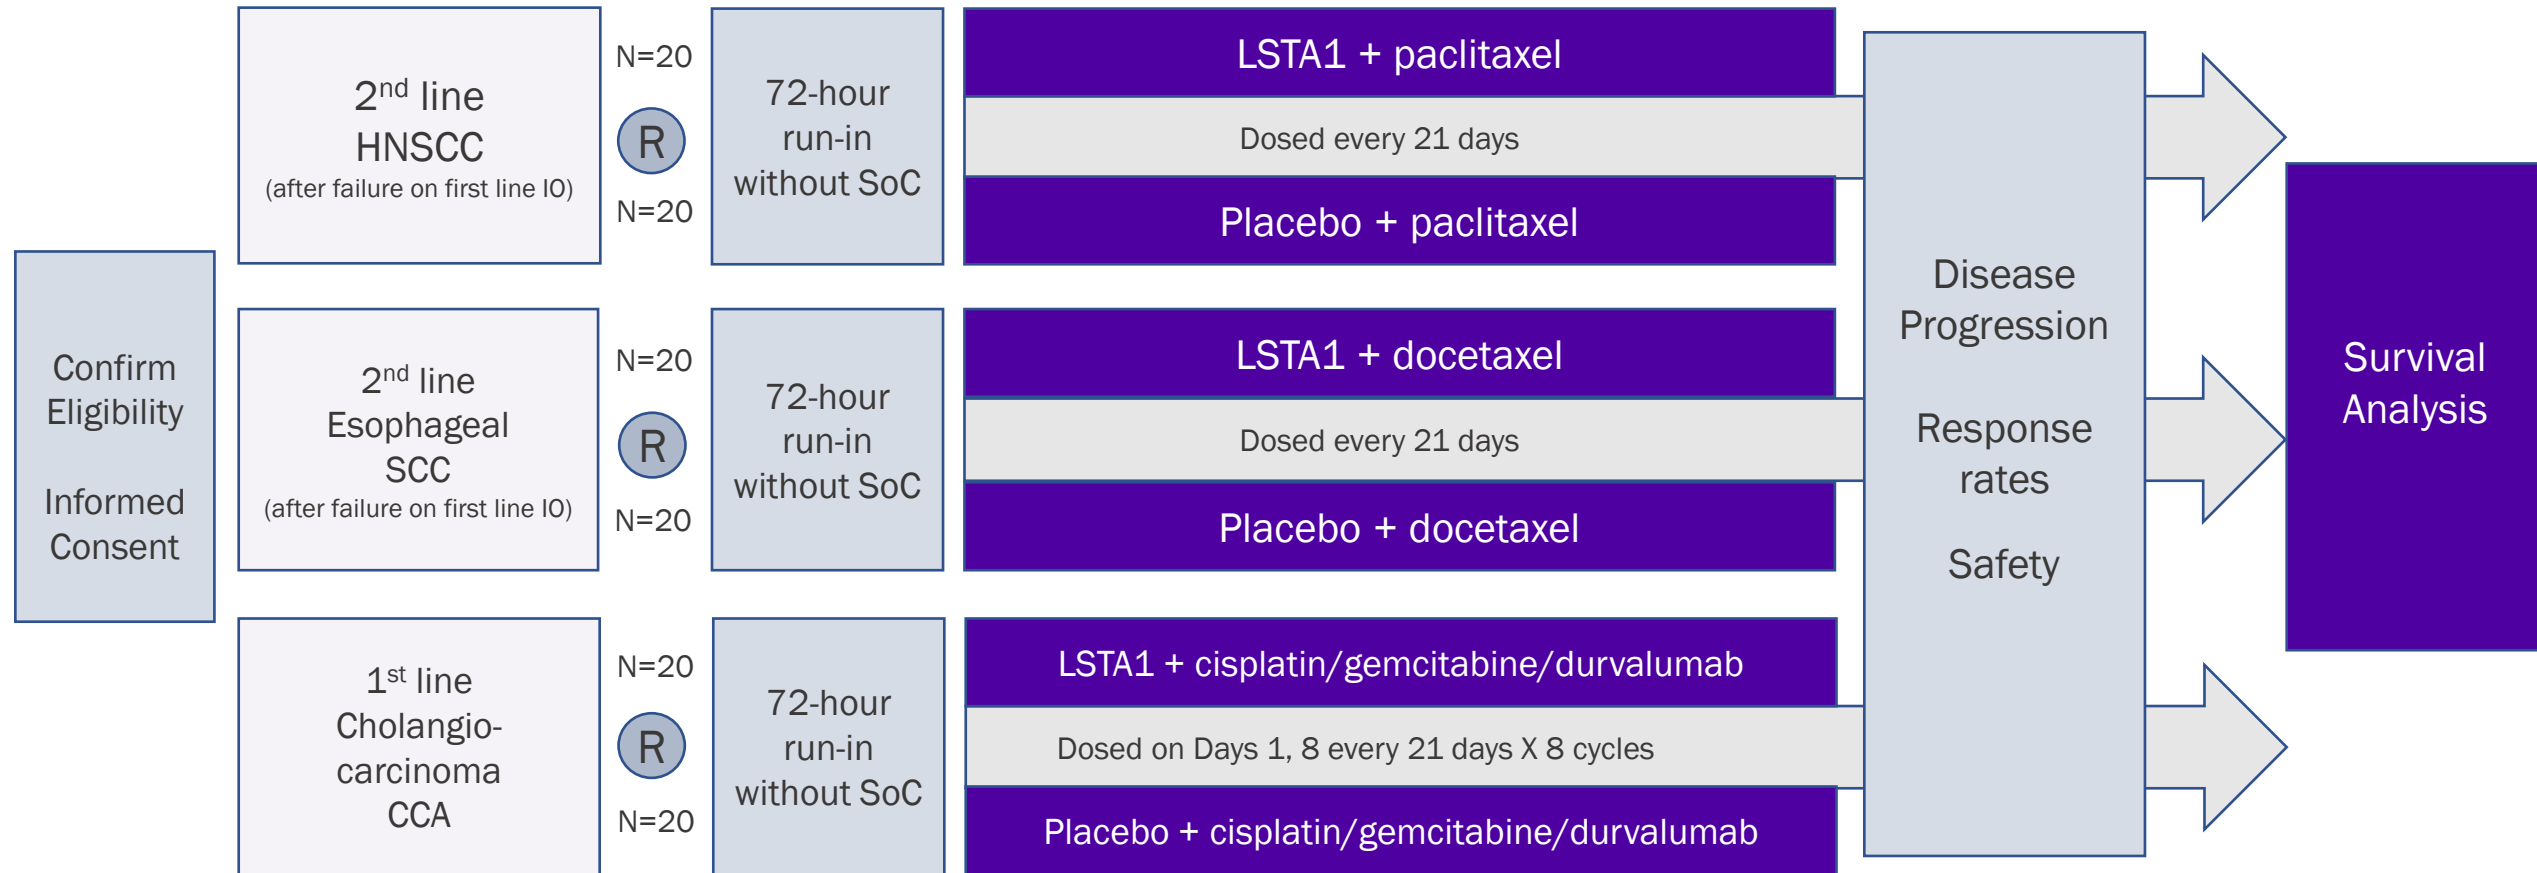 Confirm
Eligibility
Informed
Consent
2nd line
HNSCC
(after failure on first line IO)
N=20
R
N=20
72-hour
run-in
without SoC
LSTA1 + paclitaxel
Dosed every 21 days
Placebo + paclitaxel
2nd line
Esophageal
SCC
(after failure on first line IO)
N=20
R
N=20
72-hour
run-in
without SoC
LSTA1 + docetaxel
Dosed every 21 days
Placebo + docetaxel
1st line
Cholangio-
carcinoma
CCA
N=20
R
N=20
72-hour
run-in
without SoC
LSTA1 + cisplatin/gemcitabine/durvalumab
Dosed on Days 1, 8 every 21 days X 8 cycles
Placebo + cisplatin/gemcitabine/durvalumab
Disease
Progression
Response
rates
Safety
Survival
Analysis